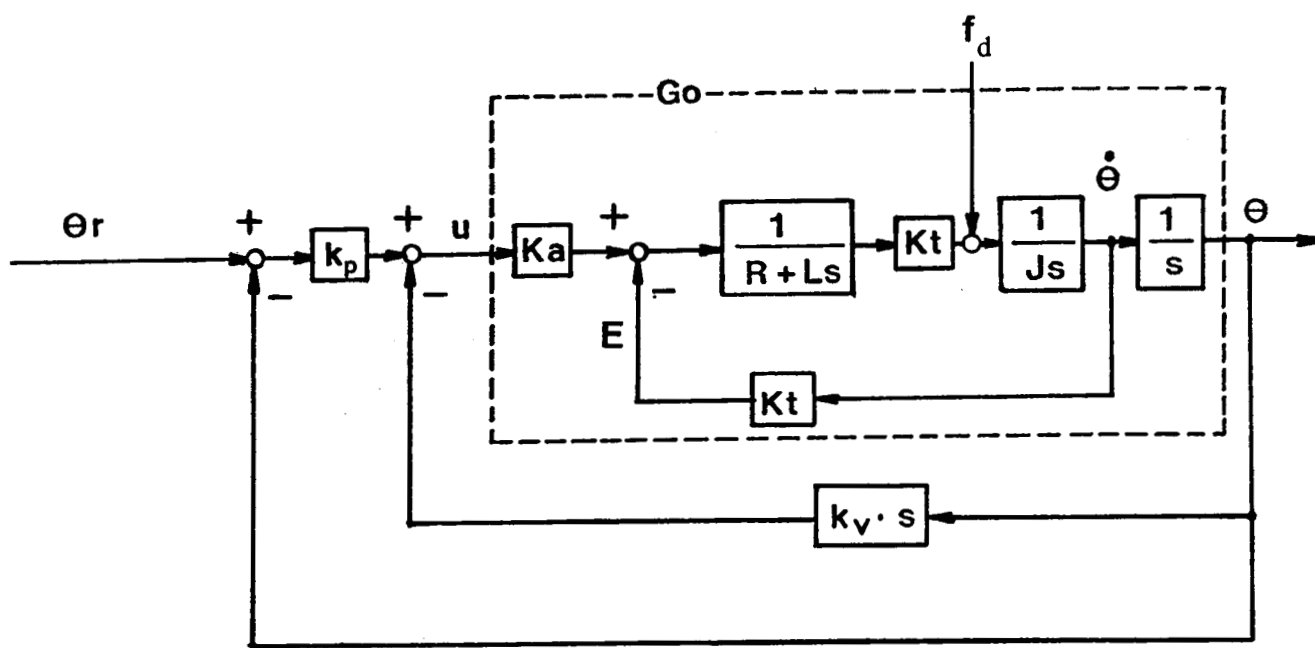 f_d
Go
θ̇
θr
+
k_p
+
u
Ka
+
1
R + Ls
Kt
1
Js
1
s
θ
−
−
−
E
Kt
k_v · s